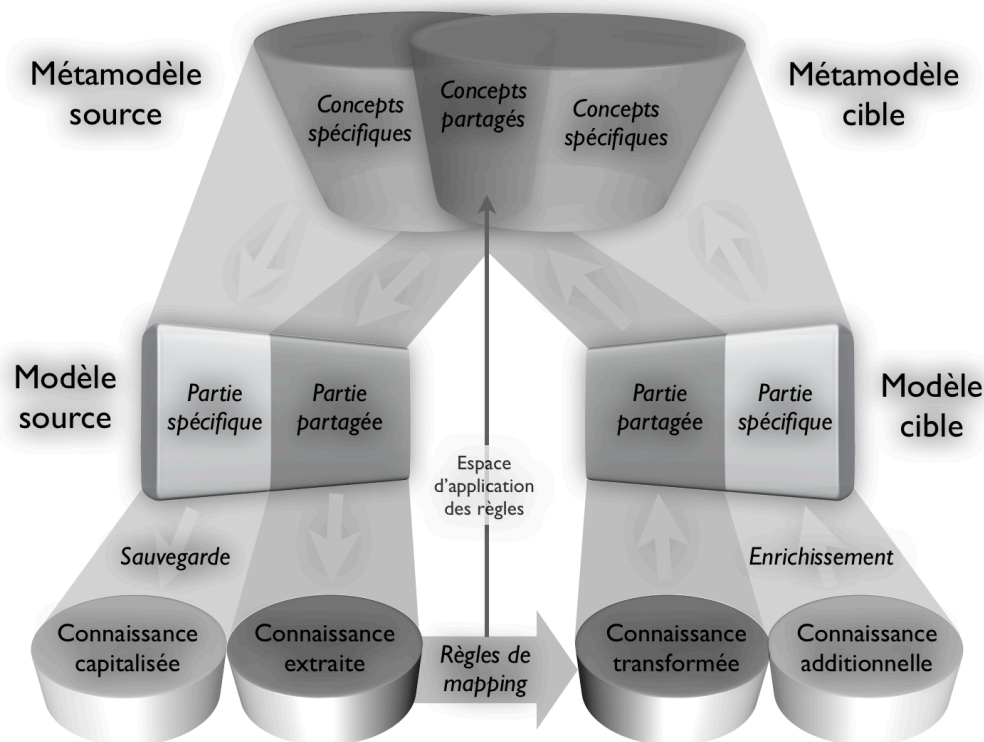 Métamodèle
source
Concepts
spécifiques
Concepts
partagés
Concepts
spécifiques
Métamodèle
cible
Modèle
source
Partie
spécifique
Partie
partagée
Partie
partagée
Partie
spécifique
Modèle
cible
Espace
d'application
des règles
Sauvegarde
Enrichissement
Connaissance
capitalisée
Connaissance
extraite
Règles de
mapping
Connaissance
transformée
Connaissance
additionnelle